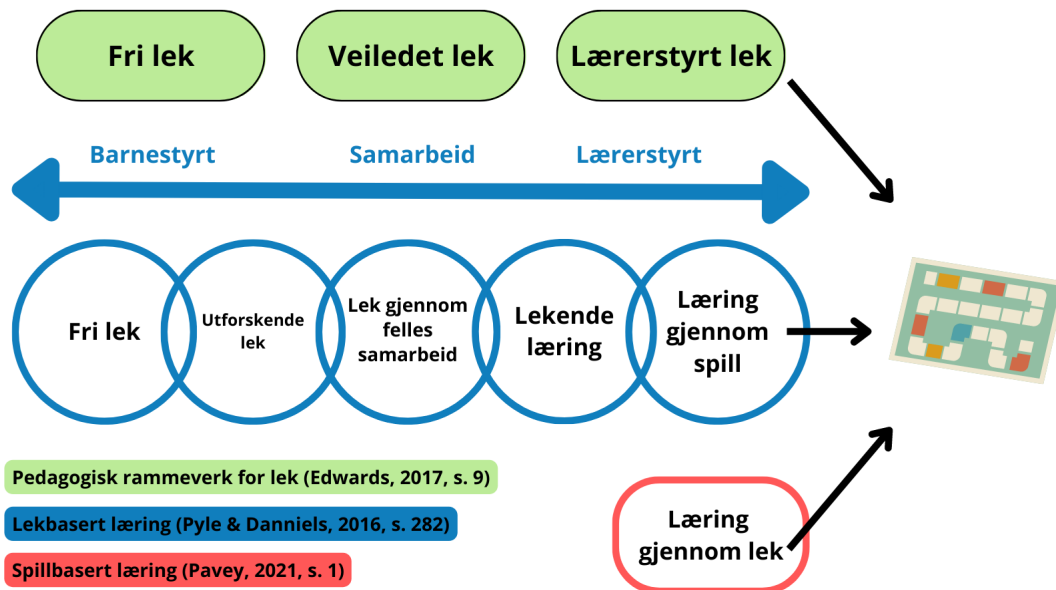 Fri lek
Veiledet lek
Lærerstyrt lek
Barnestyrt
Samarbeid
Lærerstyrt
Fri lek
Utforskende
lek
Lek gjennom
felles
samarbeid
Lekende
læring
Læring
gjennom
spill
Pedagogisk rammeverk for lek (Edwards, 2017, s. 9)
Lekbasert læring (Pyle & Danniels, 2016, s. 282)
Spillbasert læring (Pavey, 2021, s. 1)
Læring
gjennom lek